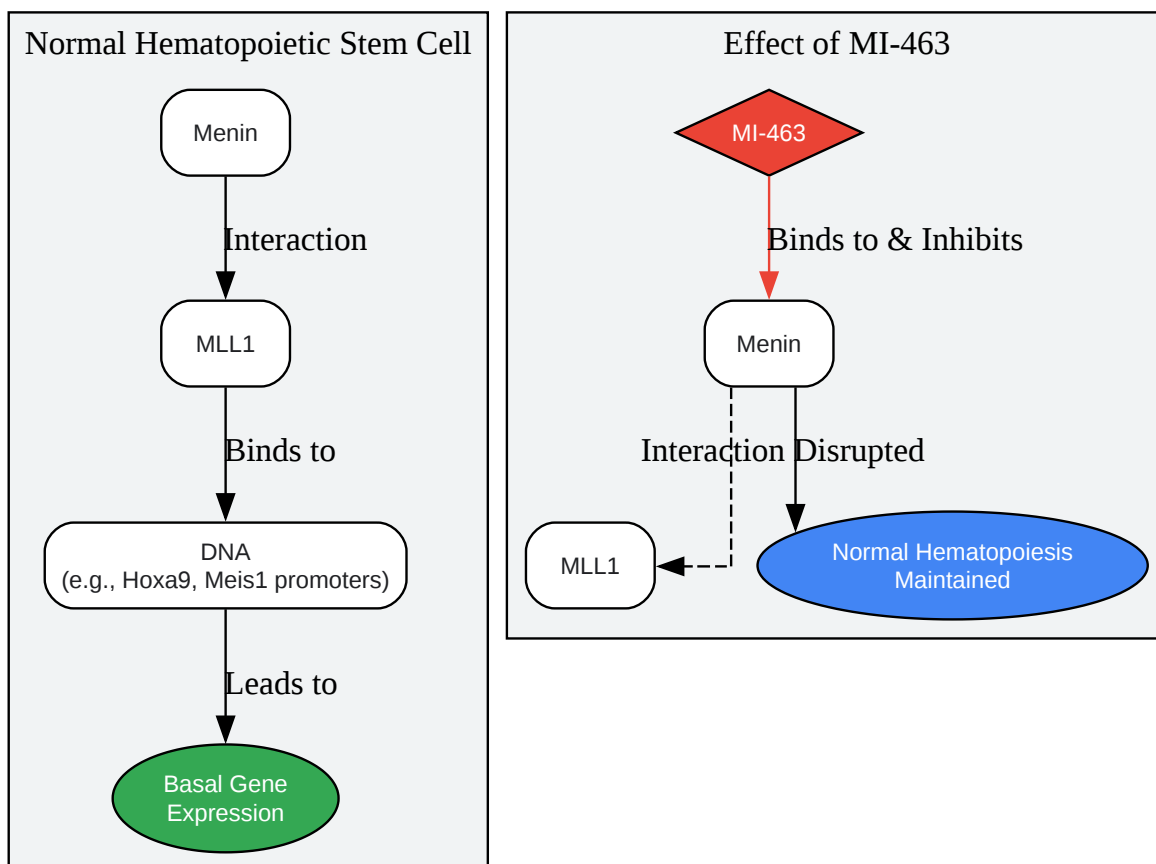 Normal Hematopoietic Stem Cell
Menin
Interaction
MLL1
Binds to
DNA
(e.g., Hoxa9, Meis1 promoters)
Leads to
Basal Gene
Expression
Effect of MI-463
MI-463
Binds to & Inhibits
Menin
Interaction Disrupted
MLL1
Normal Hematopoiesis
Maintained